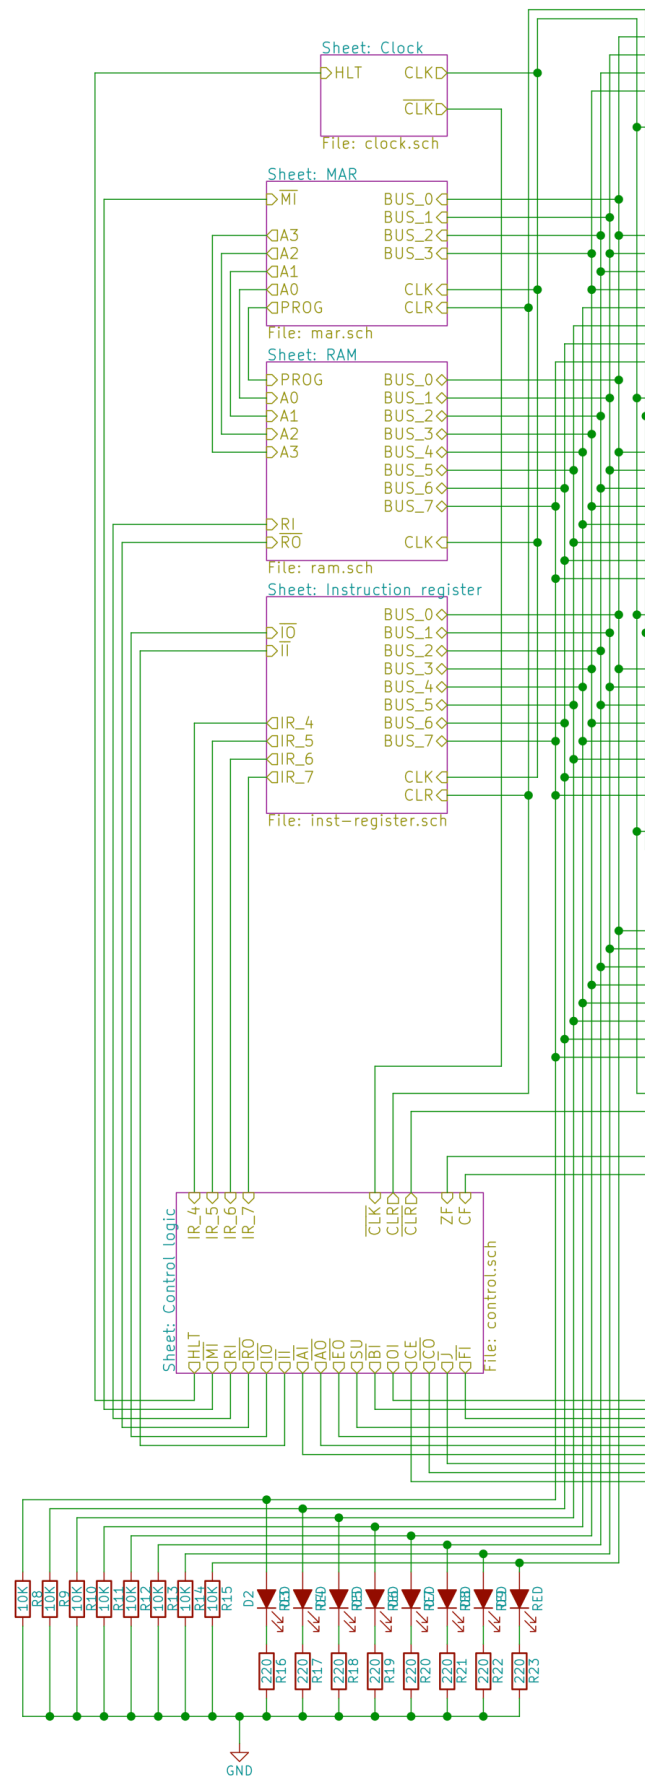 Sheet: Clock
HLT CLK
CLK
File: clock.sch
Sheet: MAR
MI BUS_0
BUS_1
A3 BUS_2
A2 BUS_3
A1
A0 CLK
PROG CLR
File: mar.sch
Sheet: RAM
PROG BUS_0
A0 BUS_1
A1 BUS_2
A2 BUS_3
A3 BUS_4
BUS_5
BUS_6
BUS_7
RI
RO CLK
File: ram.sch
Sheet: Instruction register
BUS_0
IO BUS_1
II BUS_2
BUS_3
BUS_4
BUS_5
IR_4 BUS_6
IR_5 BUS_7
IR_6
IR_7 CLK
CLR
File: inst-register.sch
Sheet: Control logic
IR_4 IR_5 IR_6 IR_7 CLK CLR CLR ZF CF
HLT MI RI RO IO II AI AO EO SU BI OI CE CO J FI
File: control.sch
10K R8 10K R9 10K R10 10K R11 10K R12 10K R13 10K R14 10K R15 D2 RED
220 R16 220 R17 220 R18 220 R19 220 R20 220 R21 220 R22 220 R23
GND